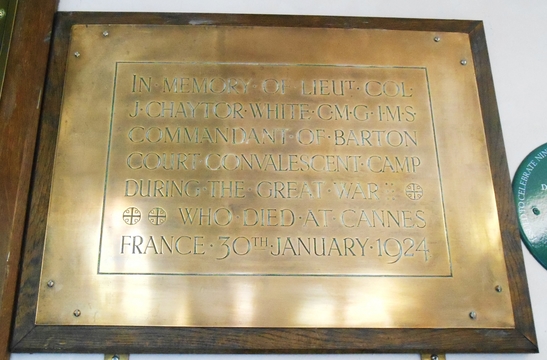 IN MEMORY OF LIEUT COL:
J·CHAYTOR·WHITE·C·M·G·I·M·S
COMMANDANT·OF·BARTON
COURT·CONVALESCENT·CAMP
DURING·THE·GREAT·WAR
WHO·DIED·AT·CANNES
FRANCE·30TH·JANUARY·1924
CELEBRATE